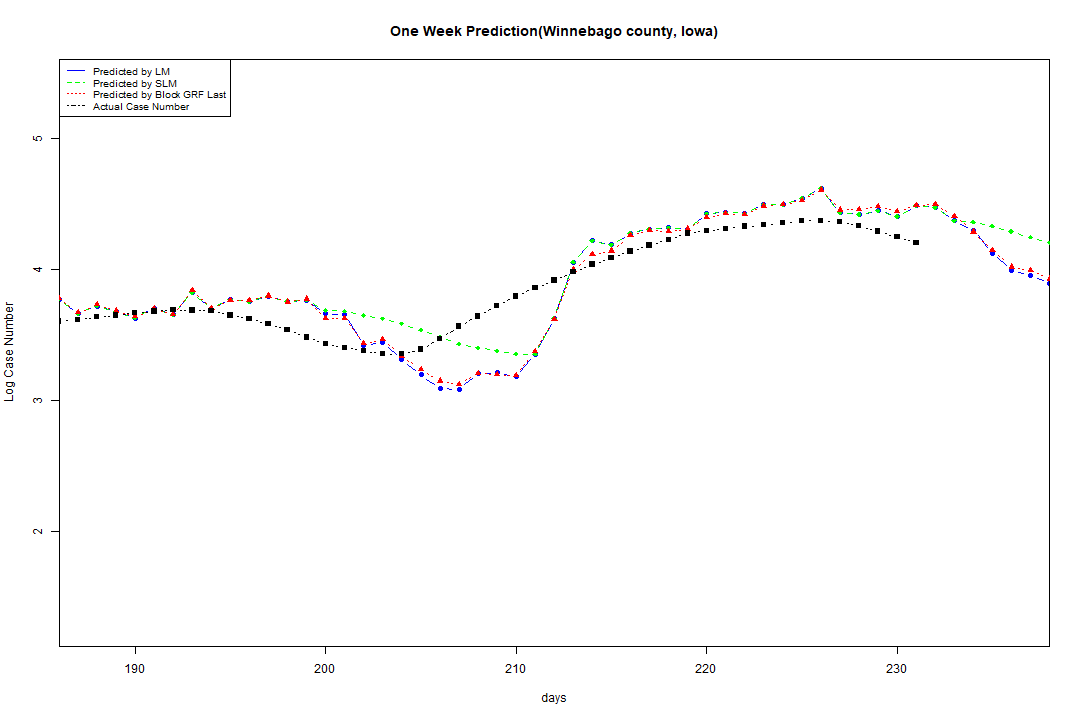 One Week Prediction(Winnebago county, Iowa)
Predicted by LM
Predicted by SLM
Predicted by Block GRF Last
Actual Case Number
5
4
3
2
Log Case Number
190 200 210 220 230
days